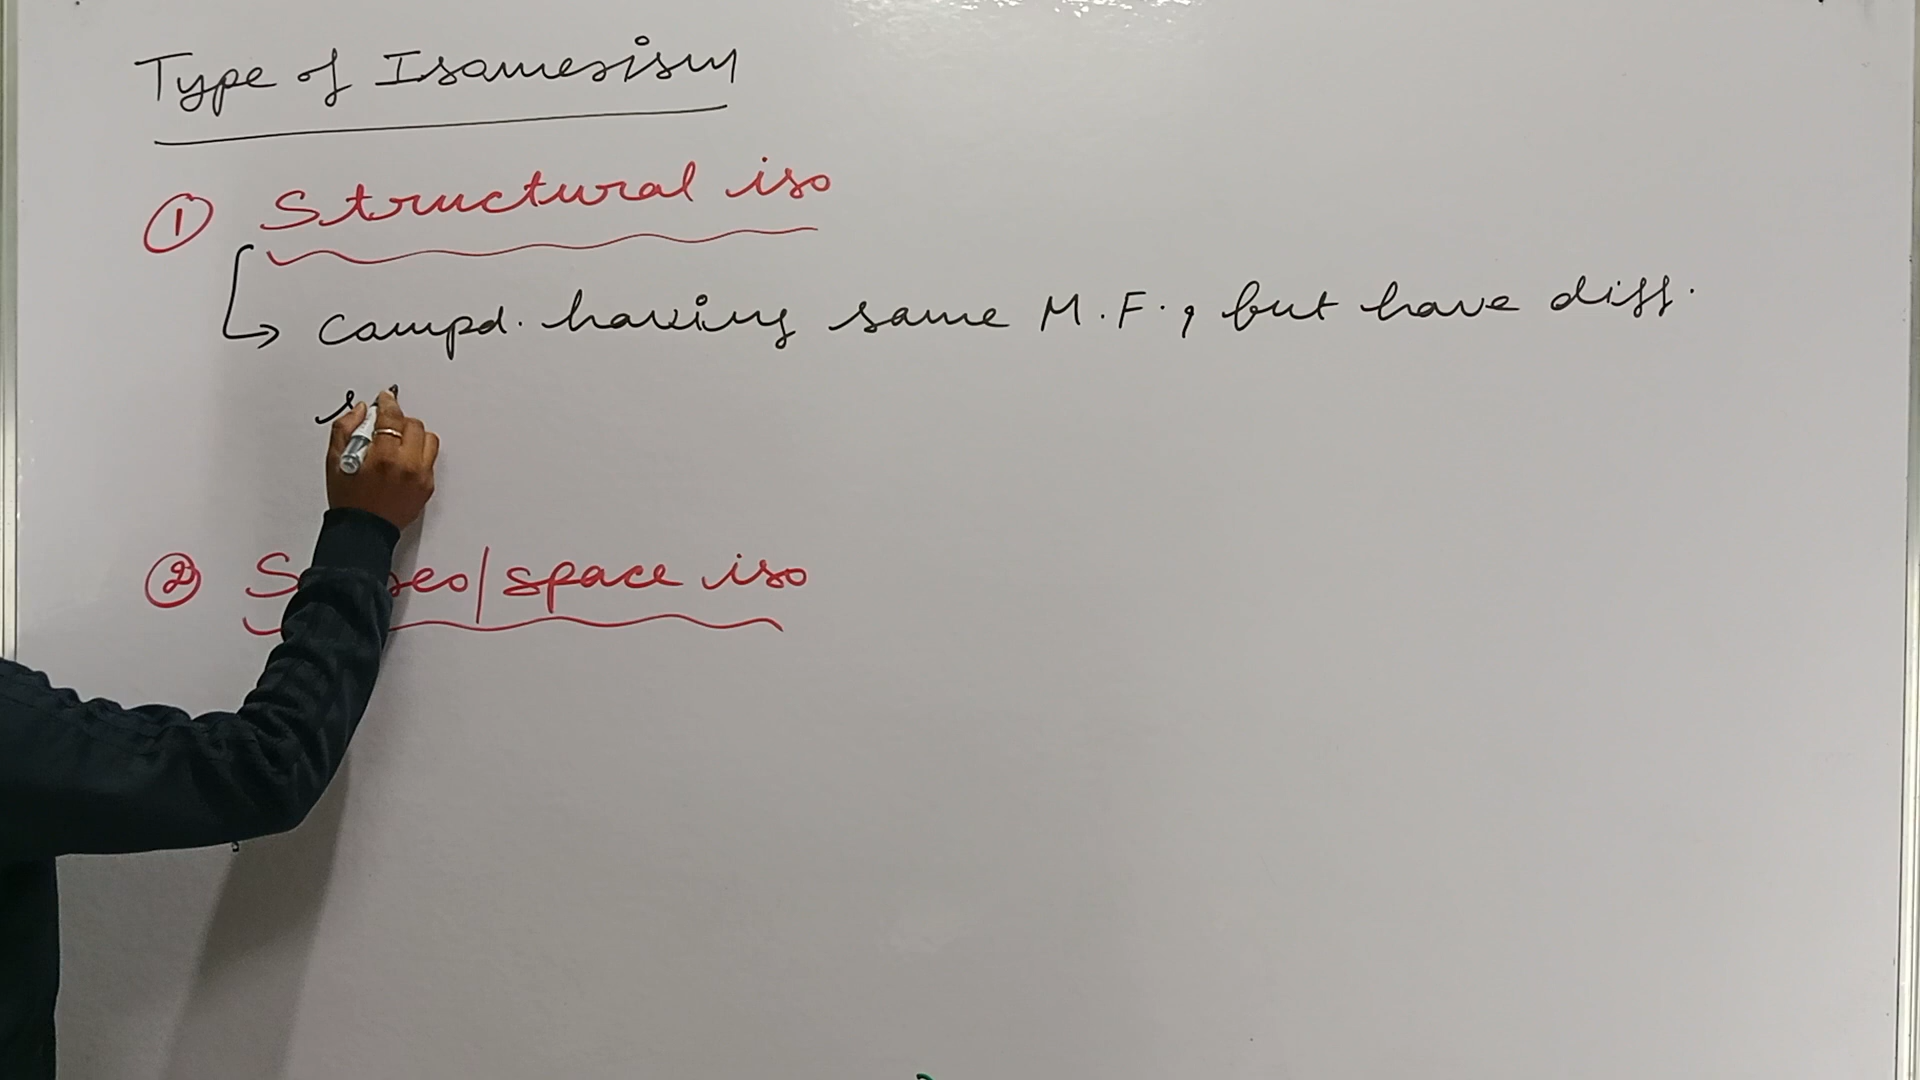 Type of Isomerism
① Structural iso
↳ compd. having same M.F., but have diff.
② space iso